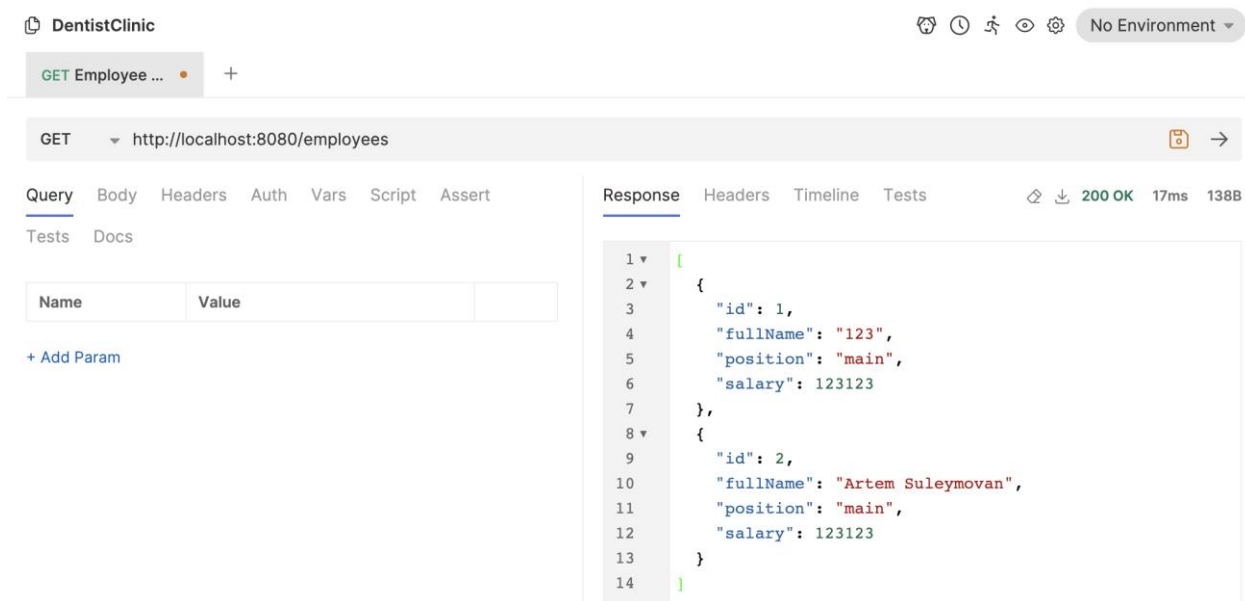 DentistClinic
No Environment
GET Employee ...
+
GET http://localhost:8080/employees
Query Body Headers Auth Vars Script Assert
Tests Docs
Name Value
+ Add Param
Response Headers Timeline Tests 200 OK 17ms 138B
1 [
2 {
3 "id": 1,
4 "fullName": "123",
5 "position": "main",
6 "salary": 123123
7 },
8 {
9 "id": 2,
10 "fullName": "Artem Suleymovan",
11 "position": "main",
12 "salary": 123123
13 }
14 ]